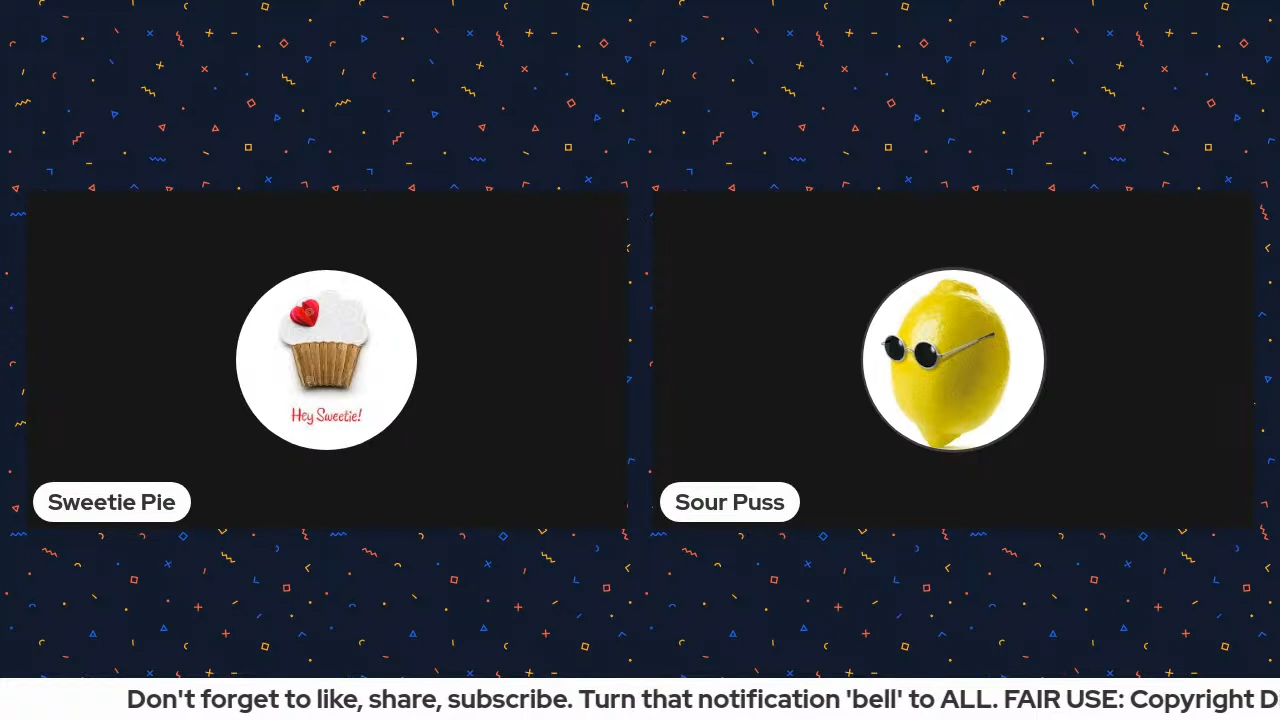 Hey Sweetie!
Sweetie Pie
Sour Puss
Don't forget to like, share, subscribe. Turn that notification 'bell' to ALL. FAIR USE: Copyright D